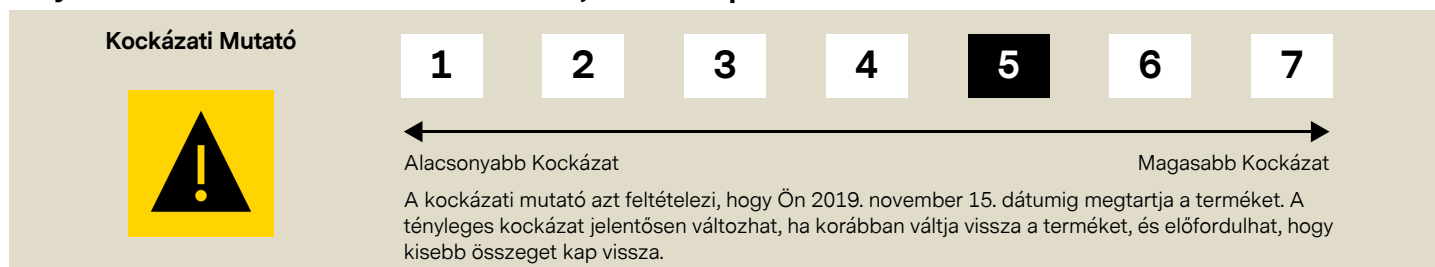 Kockázati Mutató
1 2 3 4 5 6 7
Alacsonyabb Kockázat Magasabb Kockázat
A kockázati mutató azt feltételezi, hogy Ön 2019. november 15. dátumig megtartja a terméket. A
tényleges kockázat jelentősen változhat, ha korábban váltja vissza a terméket, és előfordulhat, hogy
kisebb összeget kap vissza.